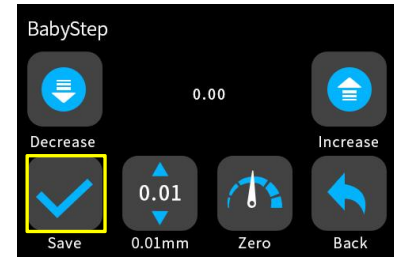 BabyStep
0.00
Decrease
Increase
0.01
Save
0.01mm
Zero
Back